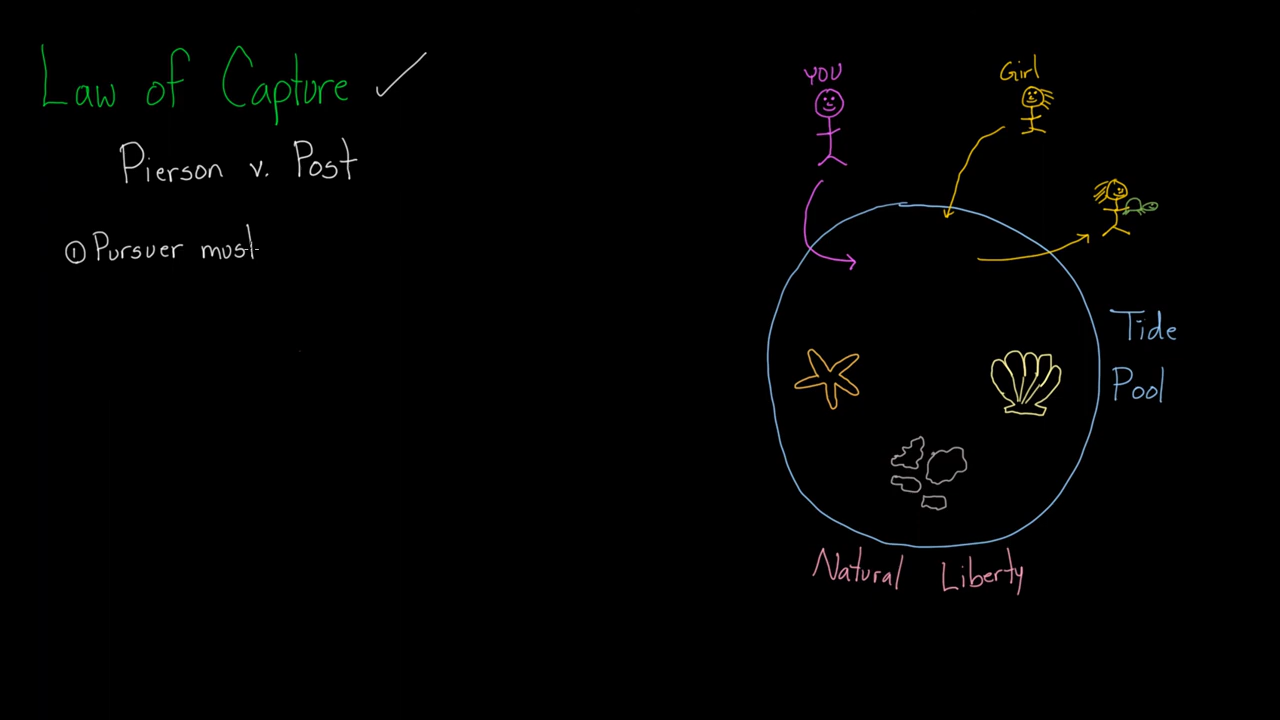 Law of Capture
Pierson v. Post
① Pursuer must
YOU
Girl
Tide
Pool
Natural Liberty